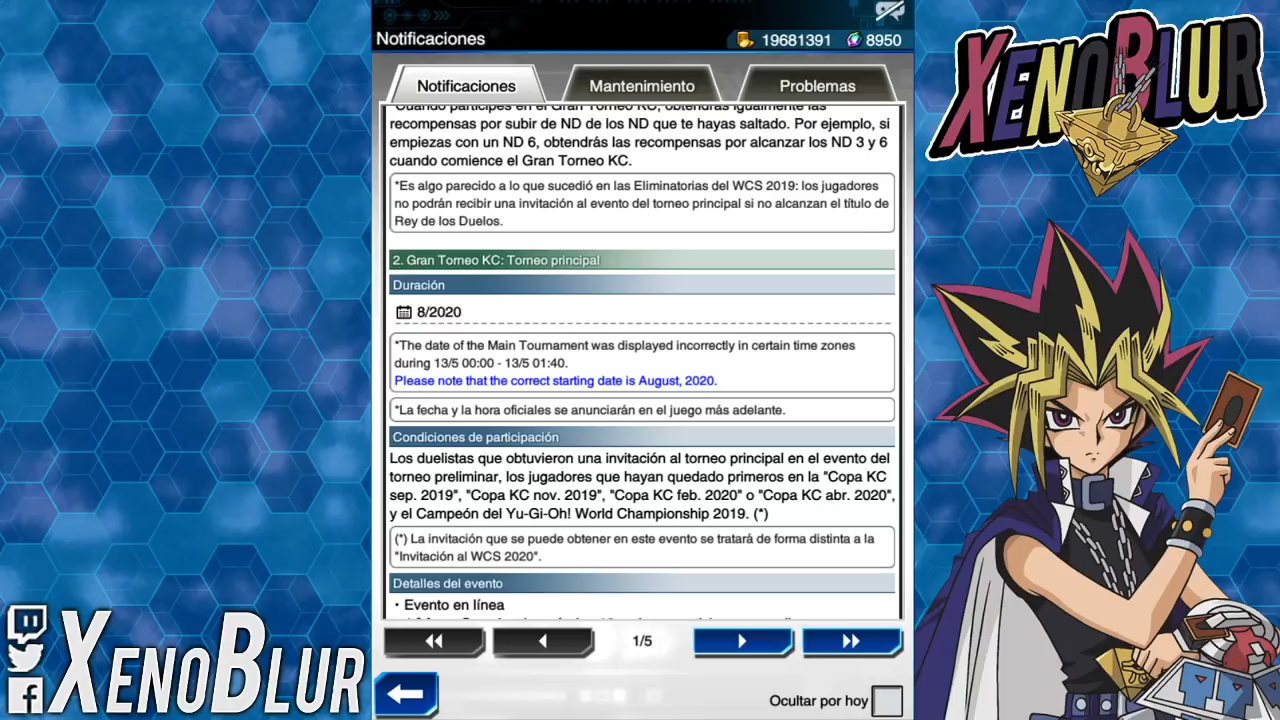 Notificaciones
19681391
8950
Notificaciones
Mantenimiento
Problemas
Cuando participes en el Gran Torneo KC, obtendrás igualmente las
recompensas por subir de ND de los ND que te hayas saltado. Por ejemplo, si
empiezas con un ND 6, obtendrás las recompensas por alcanzar los ND 3 y 6
cuando comience el Gran Torneo KC.
*Es algo parecido a lo que sucedió en las Eliminatorias del WCS 2019: los jugadores
no podrán recibir una invitación al evento del torneo principal si no alcanzan el título de
Rey de los Duelos.
2. Gran Torneo KC: Torneo principal
Duración
8/2020
*The date of the Main Tournament was displayed incorrectly in certain time zones
during 13/5 00:00 - 13/5 01:40.
Please note that the correct starting date is August, 2020.
*La fecha y la hora oficiales se anunciarán en el juego más adelante.
Condiciones de participación
Los duelistas que obtuvieron una invitación al torneo principal en el evento del
torneo preliminar, los jugadores que hayan quedado primeros en la "Copa KC
sep. 2019", "Copa KC nov. 2019", "Copa KC feb. 2020" o "Copa KC abr. 2020",
y el Campeón del Yu-Gi-Oh! World Championship 2019. (*)
(*) La invitación que se puede obtener en este evento se tratará de forma distinta a la
"Invitación al WCS 2020".
Detalles del evento
・Evento en línea
1/5
Ocultar por hoy
XENOBLUR
XENOBLUR